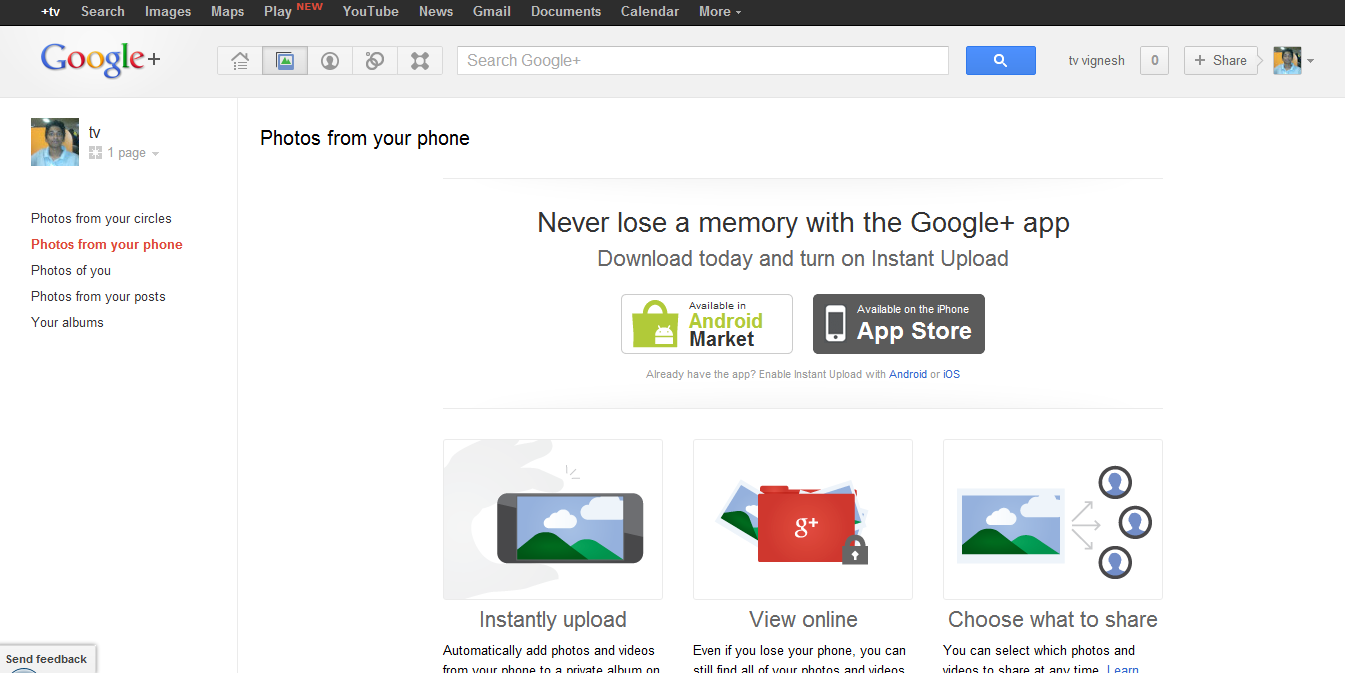 +tv Search Images Maps Play NEW YouTube News Gmail Documents Calendar More
Google+
Search Google+
tv vignesh
0
+ Share
tv
1 page
Photos from your circles
Photos from your phone
Photos of you
Photos from your posts
Your albums
Photos from your phone
Never lose a memory with the Google+ app
Download today and turn on Instant Upload
Available in
Android
Market
Available on the iPhone
App Store
Already have the app? Enable Instant Upload with Android or iOS
g+
Instantly upload
Automatically add photos and videos
from your phone to a private album on
View online
Even if you lose your phone, you can
still find all of your photos and videos
Choose what to share
You can select which photos and
videos to share at any time. Learn
Send feedback